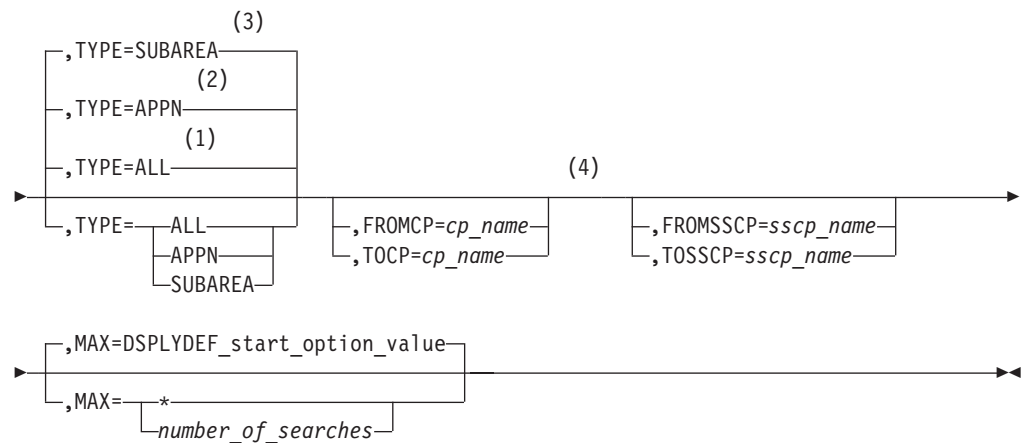 (3)
,TYPE=SUBAREA
(2)
,TYPE=APPN
(1)
,TYPE=ALL
(4)
,TYPE= ALL ,FROMCP=cp_name ,FROMSSCP=sscp_name
APPN ,TOCP=cp_name ,TOSSCP=sscp_name
SUBAREA
,MAX=DSPLYDEF_start_option_value
,MAX= *
number_of_searches